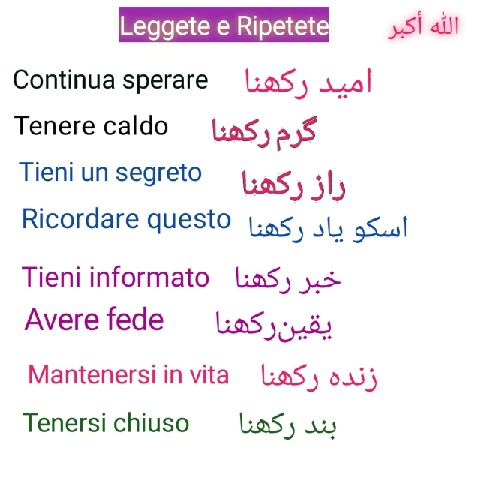 Leggete e Ripetete الله أكبر
Continua sperare امید رکھنا
Tenere caldo گرم رکھنا
Tieni un segreto راز رکھنا
Ricordare questo اسکو یاد رکھنا
Tieni informato خبر رکھنا
Avere fede یقین رکھنا
Mantenersi in vita زندہ رکھنا
Tenersi chiuso بند رکھنا